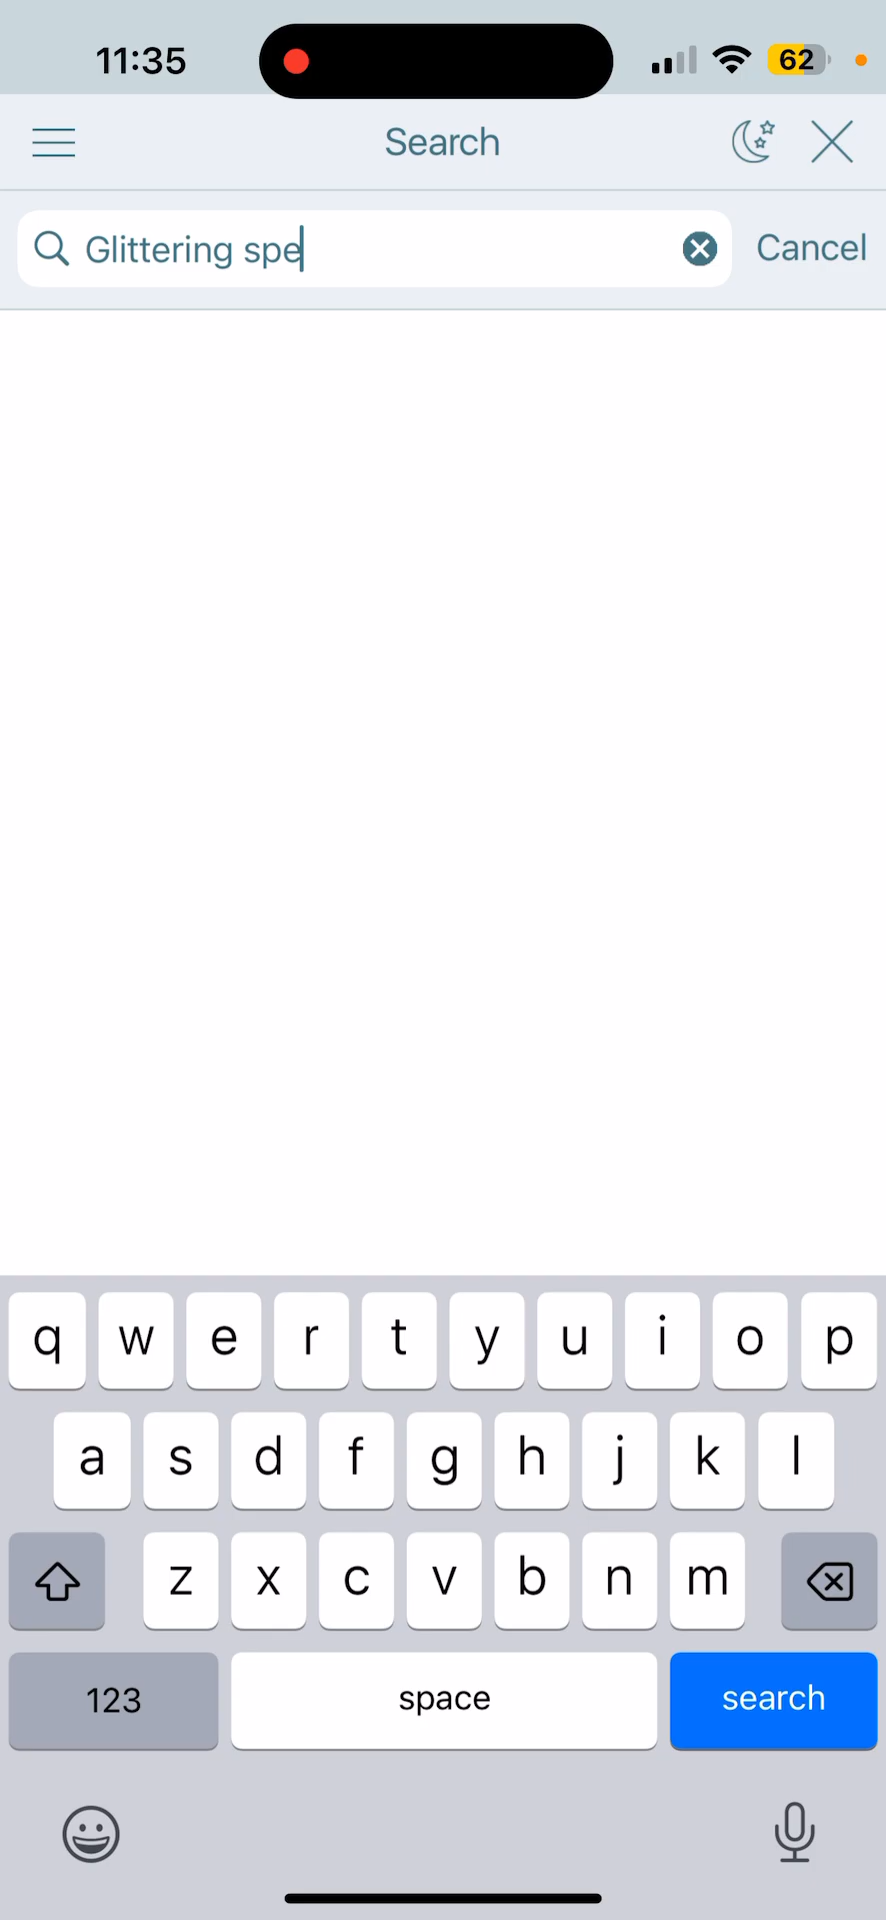 11:35
62
Search
Glittering spe
Cancel
q w e r t y u i o p
a s d f g h j k l
z x c v b n m
123 space search